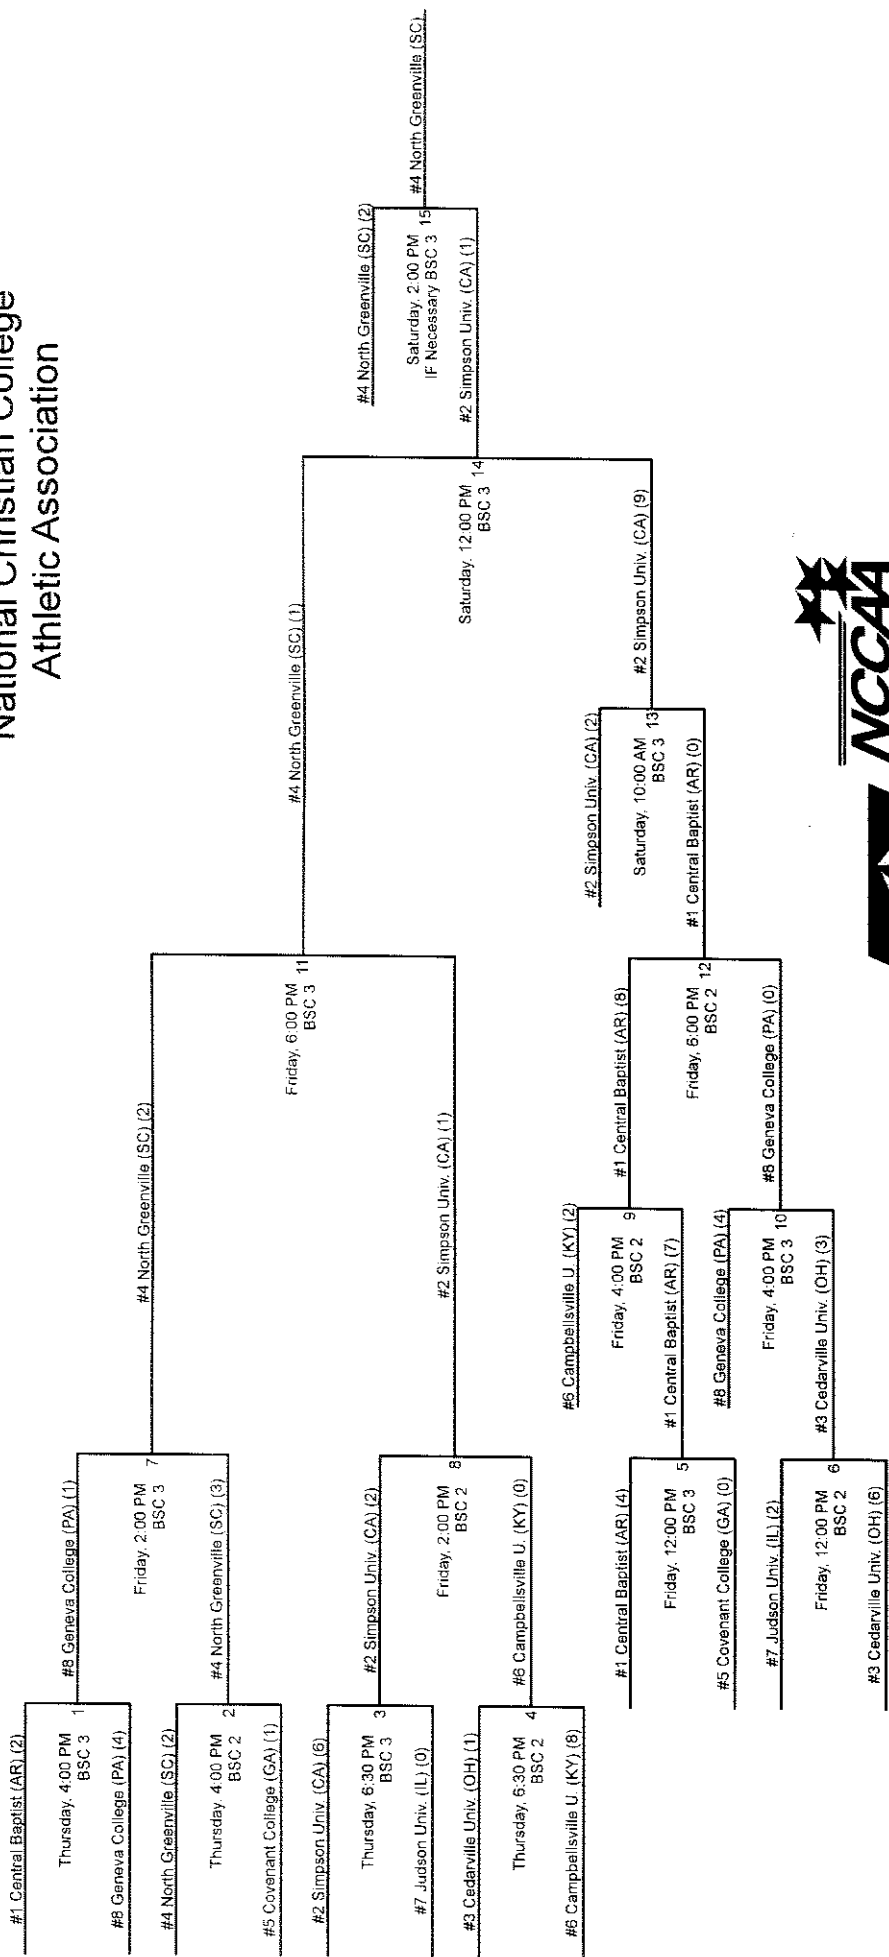 National Christian College
Athletic Association
#1 Central Baptist (AR) (2)
Thursday, 4:00 PM
BSC 3
1
#8 Geneva College (PA) (4)
#4 North Greenville (SC) (2)
Thursday, 4:00 PM
BSC 2
2
#5 Covenant College (GA) (1)
#2 Simpson Univ. (CA) (6)
Thursday, 6:30 PM
BSC 3
3
#7 Judson Univ. (IL) (0)
#3 Cedarville Univ. (OH) (1)
Thursday, 6:30 PM
BSC 2
4
#6 Campbellsville U. (KY) (8)
#8 Geneva College (PA) (1)
Friday, 2:00 PM
BSC 3
7
#4 North Greenville (SC) (3)
#2 Simpson Univ. (CA) (2)
Friday, 2:00 PM
BSC 2
8
#6 Campbellsville U. (KY) (0)
#1 Central Baptist (AR) (4)
Friday, 12:00 PM
BSC 3
5
#5 Covenant College (GA) (0)
#7 Judson Univ. (IL) (2)
Friday, 12:00 PM
BSC 2
6
#3 Cedarville Univ. (OH) (6)
#4 North Greenville (SC) (2)
Friday, 6:00 PM
BSC 3
11
#2 Simpson Univ. (CA) (1)
#6 Campbellsville U. (KY) (2)
Friday, 4:00 PM
BSC 2
9
#1 Central Baptist (AR) (7)
#8 Geneva College (PA) (4)
Friday, 4:00 PM
BSC 3
10
#3 Cedarville Univ. (OH) (3)
#1 Central Baptist (AR) (8)
Friday, 6:00 PM
BSC 2
12
#8 Geneva College (PA) (0)
#2 Simpson Univ. (CA) (2)
Saturday, 10:00 AM
BSC 3
13
#1 Central Baptist (AR) (0)
#4 North Greenville (SC) (1)
Saturday, 12:00 PM
BSC 3
14
#2 Simpson Univ. (CA) (9)
#4 North Greenville (SC) (2)
Saturday, 2:00 PM
IF Necessary BSC 3
15
#2 Simpson Univ. (CA) (1)
#4 North Greenville (SC)
NCCAA